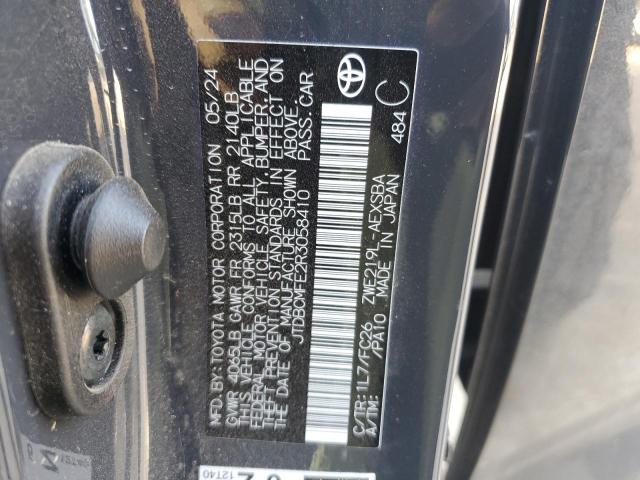 MFD. BY: TOYOTA MOTOR CORPORATION 05/24
GVWR 4065LB GAWR FR 2315LB RR 2140LB
THIS VEHICLE CONFORMS TO ALL APPLICABLE
FEDERAL MOTOR VEHICLE SAFETY, BUMPER, AND
THEFT PREVENTION STANDARDS IN EFFECT ON
THE DATE OF MANUFACTURE SHOWN ABOVE.
JTDBCMFE2R3058410 PASS.CAR
C/TR: 1L7/FC26 ZWE219L-AEXSBA
A/TM: /PA10 MADE IN JAPAN 484
C
12T40